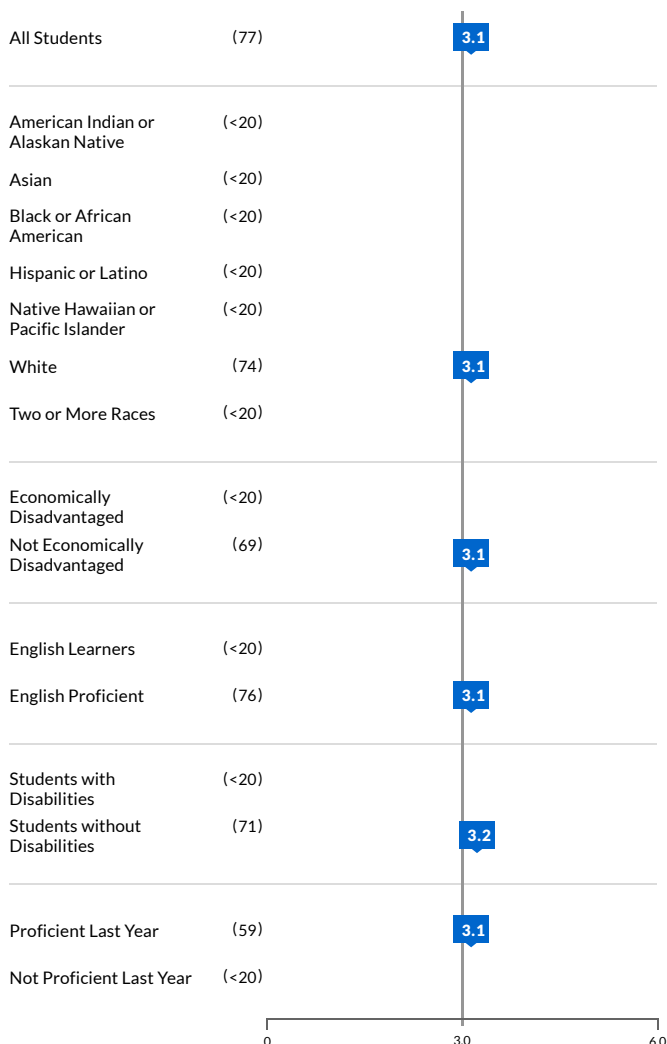 All Students (77) 3.1
American Indian or (<20)
Alaskan Native
Asian (<20)
Black or African (<20)
American
Hispanic or Latino (<20)
Native Hawaiian or (<20)
Pacific Islander
White (74) 3.1
Two or More Races (<20)
Economically (<20)
Disadvantaged
Not Economically (69) 3.1
Disadvantaged
English Learners (<20)
English Proficient (76) 3.1
Students with (<20)
Disabilities
Students without (71) 3.2
Disabilities
Proficient Last Year (59) 3.1
Not Proficient Last Year (<20)
0 3.0 6.0